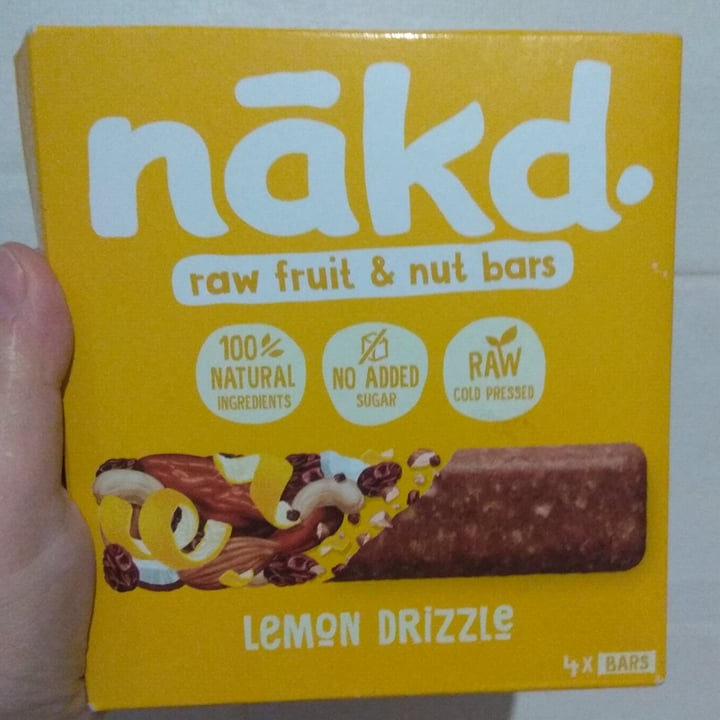 nākd.
raw fruit & nut bars
100%
NATURAL
INGREDIENTS
NO ADDED
SUGAR
RAW
COLD PRESSED
LEMON DRIZZLE
4X BARS